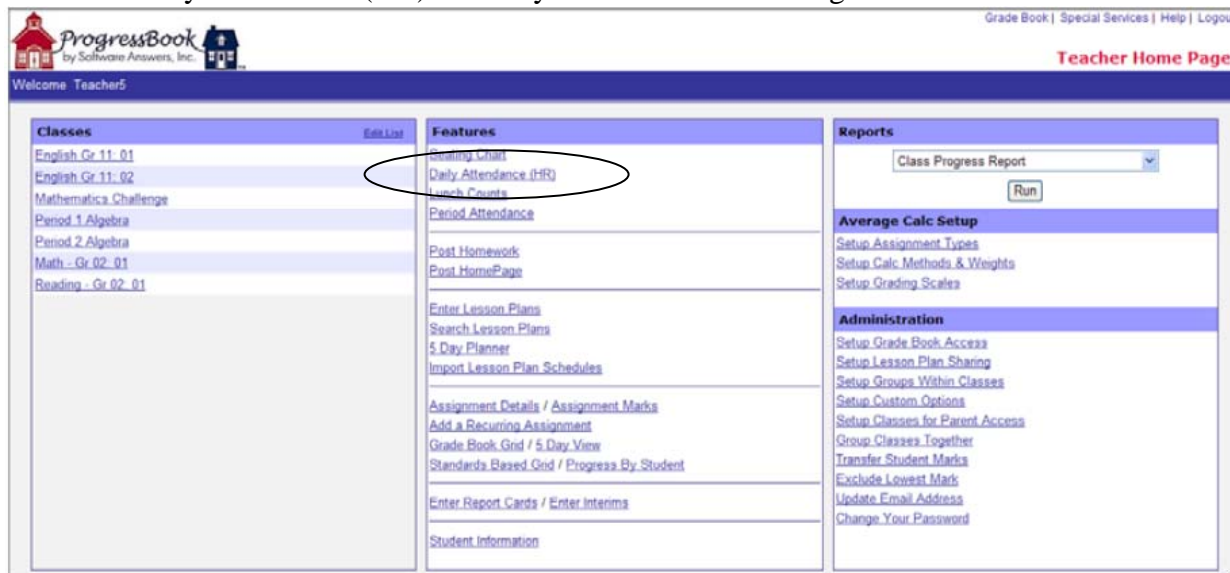 Grade Book | Special Services | Help | Logou
ProgressBook
by Software Answers, Inc.
Teacher Home Page
Welcome Teacher5
Classes Edit List
English Gr 11: 01
English Gr 11: 02
Mathematics Challenge
Period 1 Algebra
Period 2 Algebra
Math - Gr 02: 01
Reading - Gr 02: 01
Features
Seating Chart
Daily Attendance (HR)
Lunch Counts
Period Attendance
Post Homework
Post HomePage
Enter Lesson Plans
Search Lesson Plans
5 Day Planner
Import Lesson Plan Schedules
Assignment Details / Assignment Marks
Add a Recurring Assignment
Grade Book Grid / 5 Day View
Standards Based Grid / Progress By Student
Enter Report Cards / Enter Interims
Student Information
Reports
Class Progress Report
Run
Average Calc Setup
Setup Assignment Types
Setup Calc Methods & Weights
Setup Grading Scales
Administration
Setup Grade Book Access
Setup Lesson Plan Sharing
Setup Groups Within Classes
Setup Custom Options
Setup Classes for Parent Access
Group Classes Together
Transfer Student Marks
Exclude Lowest Mark
Update Email Address
Change Your Password